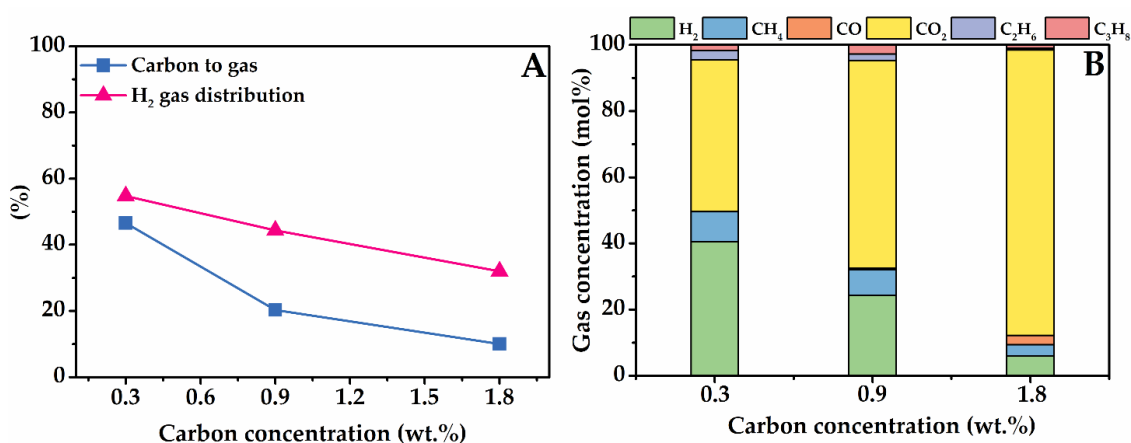 A
Carbon to gas
H₂ gas distribution
(%)
100
80
60
40
20
0
0.3 0.6 0.9 1.2 1.5 1.8
Carbon concentration (wt.%)
H₂ CH₄ CO CO₂ C₂H₆ C₃H₈
B
Gas concentration (mol%)
100
80
60
40
20
0
0.3 0.9 1.8
Carbon concentration (wt.%)